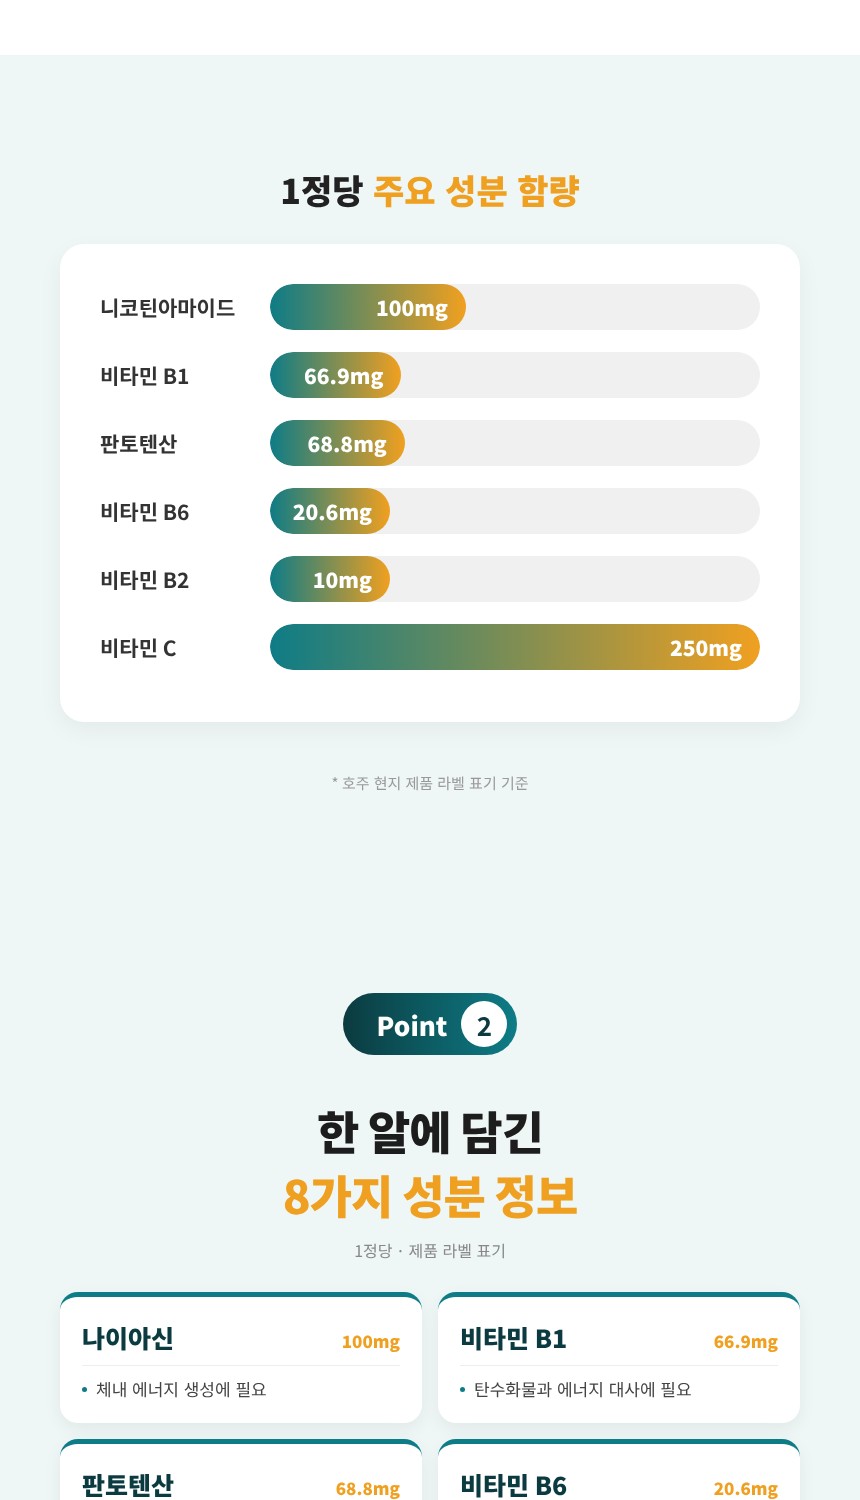 1정당 주요 성분 함량
니코틴아마이드 100mg
비타민 B1 66.9mg
판토텐산 68.8mg
비타민 B6 20.6mg
비타민 B2 10mg
비타민 C 250mg
* 호주 현지 제품 라벨 표기 기준
Point 2
한 알에 담긴
8가지 성분 정보
1정당 · 제품 라벨 표기
나이아신 100mg
• 체내 에너지 생성에 필요
비타민 B1 66.9mg
• 탄수화물과 에너지 대사에 필요
판토텐산 68.8mg
비타민 B6 20.6mg